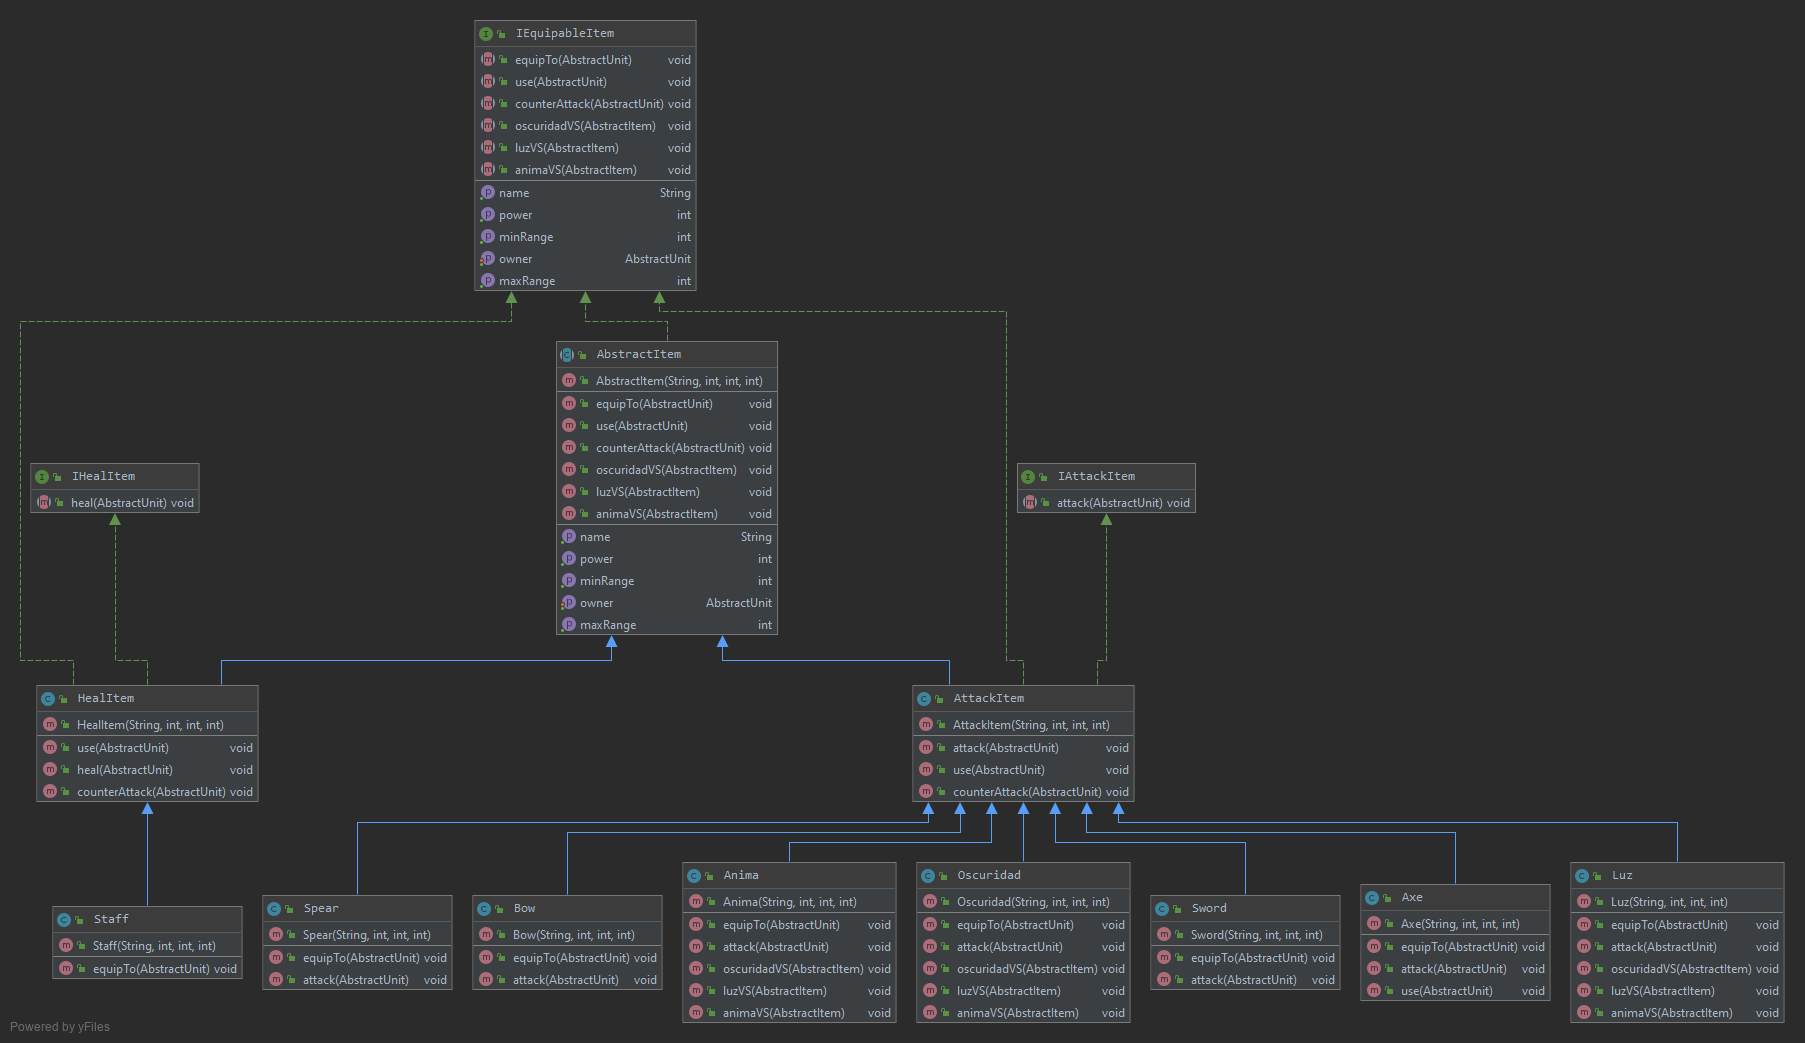 IEquipableItem
equipTo(AbstractUnit) void
use(AbstractUnit) void
counterAttack(AbstractUnit) void
oscuridadVS(AbstractItem) void
luzVS(AbstractItem) void
animaVS(AbstractItem) void
name String
power int
minRange int
owner AbstractUnit
maxRange int
AbstractItem
AbstractItem(String, int, int, int)
equipTo(AbstractUnit) void
use(AbstractUnit) void
counterAttack(AbstractUnit) void
oscuridadVS(AbstractItem) void
luzVS(AbstractItem) void
animaVS(AbstractItem) void
name String
power int
minRange int
owner AbstractUnit
maxRange int
IHealItem
heal(AbstractUnit) void
IAttackItem
attack(AbstractUnit) void
HealItem
HealItem(String, int, int, int)
use(AbstractUnit) void
heal(AbstractUnit) void
counterAttack(AbstractUnit) void
AttackItem
AttackItem(String, int, int, int)
attack(AbstractUnit) void
use(AbstractUnit) void
counterAttack(AbstractUnit) void
Staff
Staff(String, int, int, int)
equipTo(AbstractUnit) void
Spear
Spear(String, int, int, int)
equipTo(AbstractUnit) void
attack(AbstractUnit) void
Bow
Bow(String, int, int, int)
equipTo(AbstractUnit) void
attack(AbstractUnit) void
Anima
Anima(String, int, int, int)
equipTo(AbstractUnit) void
attack(AbstractUnit) void
oscuridadVS(AbstractItem) void
luzVS(AbstractItem) void
animaVS(AbstractItem) void
Oscuridad
Oscuridad(String, int, int, int)
equipTo(AbstractUnit) void
attack(AbstractUnit) void
oscuridadVS(AbstractItem) void
luzVS(AbstractItem) void
animaVS(AbstractItem) void
Sword
Sword(String, int, int, int)
equipTo(AbstractUnit) void
attack(AbstractUnit) void
Axe
Axe(String, int, int, int)
equipTo(AbstractUnit) void
attack(AbstractUnit) void
use(AbstractUnit) void
Luz
Luz(String, int, int, int)
equipTo(AbstractUnit) void
attack(AbstractUnit) void
oscuridadVS(AbstractItem) void
luzVS(AbstractItem) void
animaVS(AbstractItem) void
Powered by yFiles